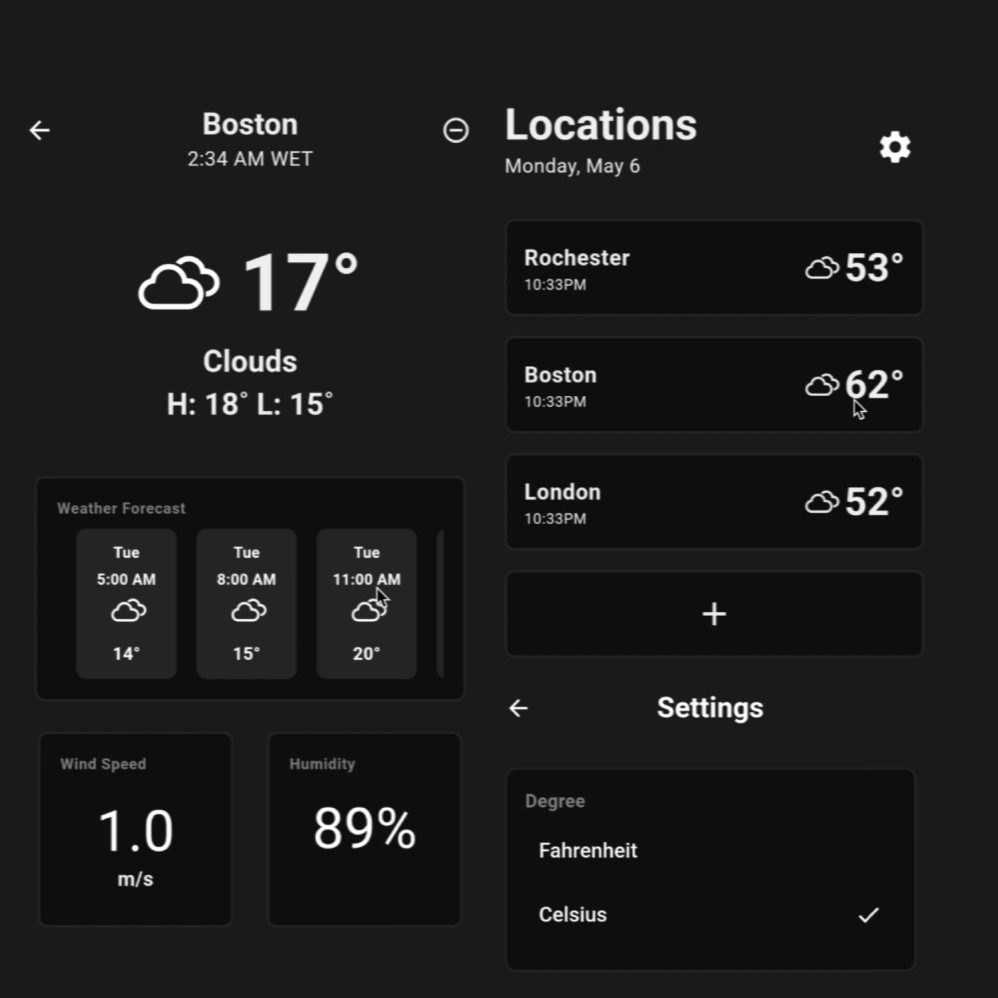 Boston
2:34 AM WET
17°
Clouds
H: 18° L: 15°
Weather Forecast
Tue
5:00 AM
14°
Tue
8:00 AM
15°
Tue
11:00 AM
20°
Wind Speed
1.0
m/s
Humidity
89%
Locations
Monday, May 6
Rochester
10:33PM
53°
Boston
10:33PM
62°
London
10:33PM
52°
+
Settings
Degree
Fahrenheit
Celsius